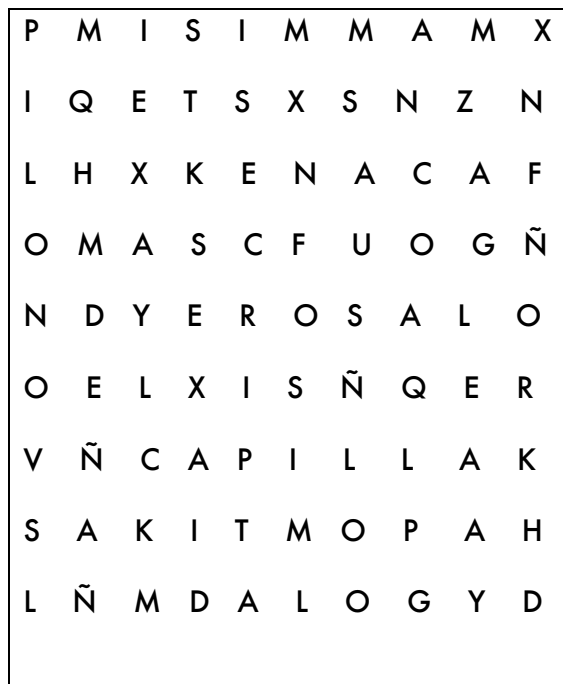 P M I S I M M A M X
I Q E T S X S N Z N
L H X K E N A C A F
O M A S C F U O G Ñ
N D Y E R O S A L O
O E L X I S Ñ Q E R
V Ñ C A P I L L A K
S A K I T M O P A H
L Ñ M D A L O G Y D